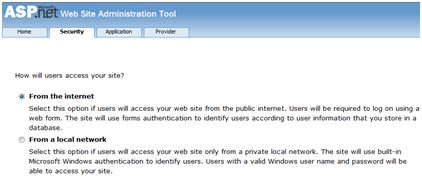 ASP.net Web Site Administration Tool
Home Security Application Provider
How will users access your site?
From the internet
Select this option if users will access your web site from the public internet. Users will be required to log on using a
web form. The site will use forms authentication to identify users according to user information that you store in a
database.
From a local network
Select this option if users will access your web site only from a private local network. The site will use built-in
Microsoft Windows authentication to identify users. Users with a valid Windows user name and password will be
able to access your site.